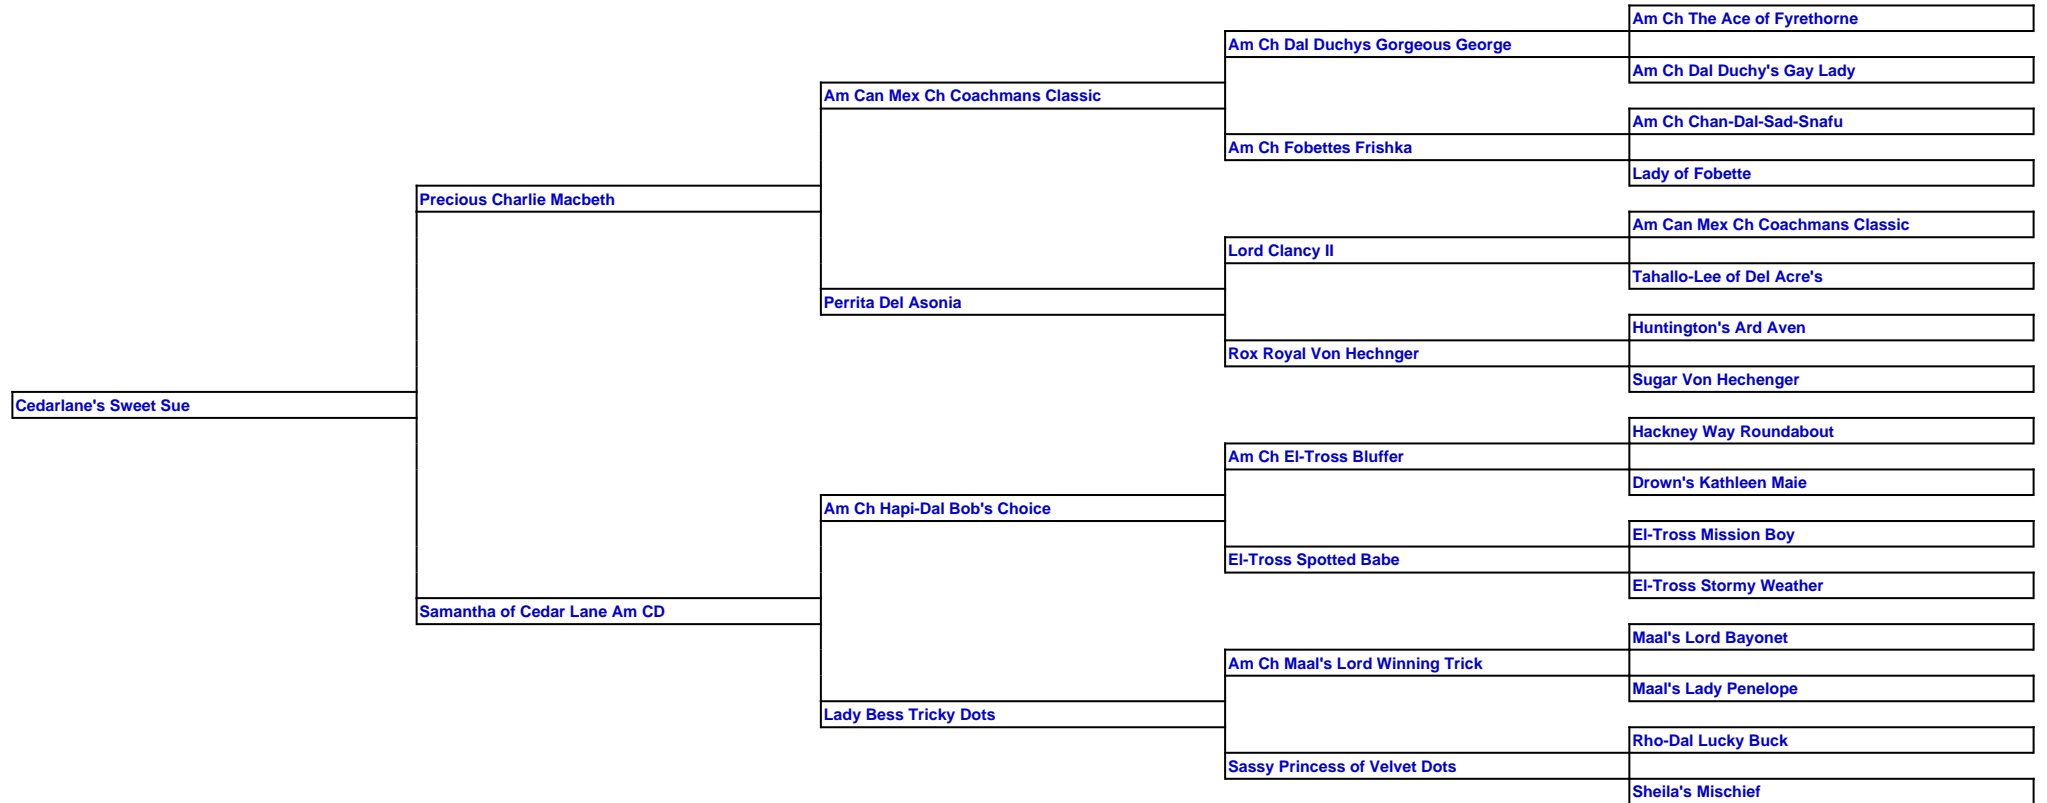 Am Ch The Ace of Fyrethorne
Am Ch Dal Duchys Gorgeous George
Am Ch Dal Duchy's Gay Lady
Am Can Mex Ch Coachmans Classic
Am Ch Chan-Dal-Sad-Snafu
Am Ch Fobettes Frishka
Lady of Fobette
Precious Charlie Macbeth
Am Can Mex Ch Coachmans Classic
Lord Clancy II
Tahallo-Lee of Del Acre's
Perrita Del Asonia
Huntington's Ard Aven
Rox Royal Von Hechnger
Sugar Von Hechenger
Cedarlane's Sweet Sue
Hackney Way Roundabout
Am Ch El-Tross Bluffer
Drown's Kathleen Maie
Am Ch Hapi-Dal Bob's Choice
El-Tross Mission Boy
El-Tross Spotted Babe
El-Tross Stormy Weather
Samantha of Cedar Lane Am CD
Maal's Lord Bayonet
Am Ch Maal's Lord Winning Trick
Maal's Lady Penelope
Lady Bess Tricky Dots
Rho-Dal Lucky Buck
Sassy Princess of Velvet Dots
Sheila's Mischief